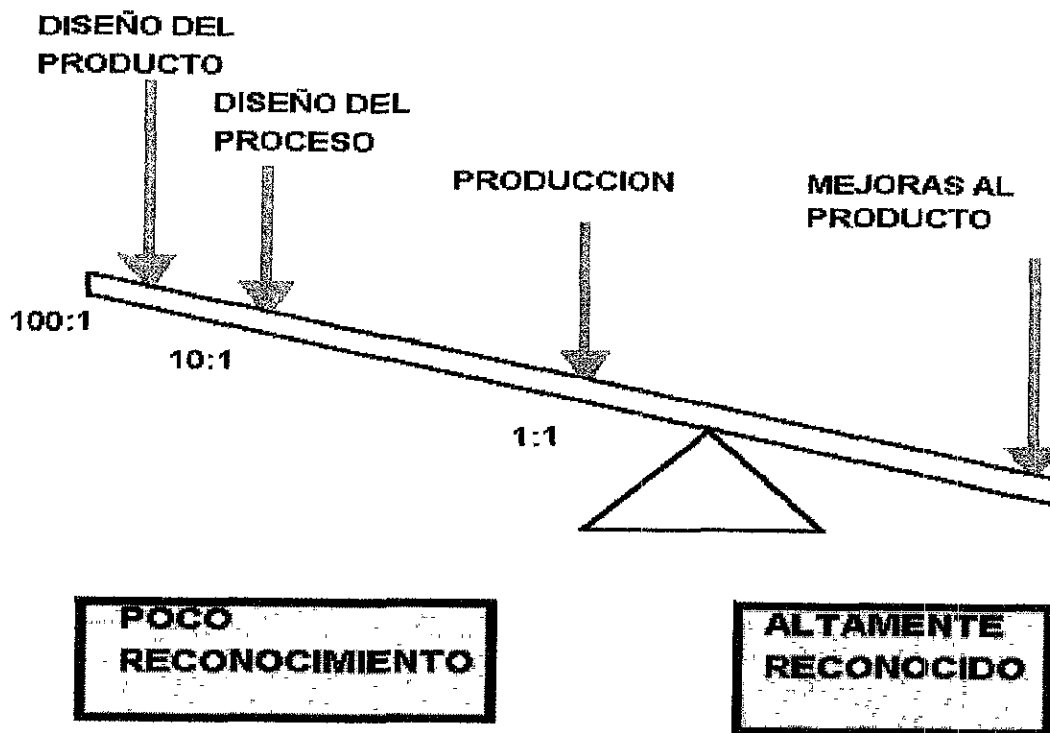 DISEÑO DEL
PRODUCTO
DISEÑO DEL
PROCESO
PRODUCCION
MEJORAS AL
PRODUCTO
100:1
10:1
1:1
POCO
RECONOCIMIENTO
ALTAMENTE
RECONOCIDO